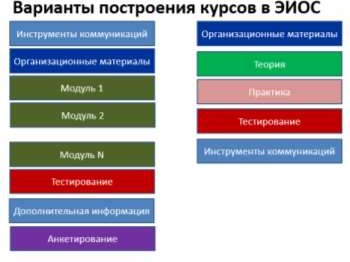 Варианты построения курсов в ЭИОС
Инструменты коммуникаций
Организационные материалы
Модуль 1
Модуль 2
Модуль N
Тестирование
Дополнительная информация
Анкетирование
Организационные материалы
Теория
Практика
Тестирование
Инструменты коммуникаций